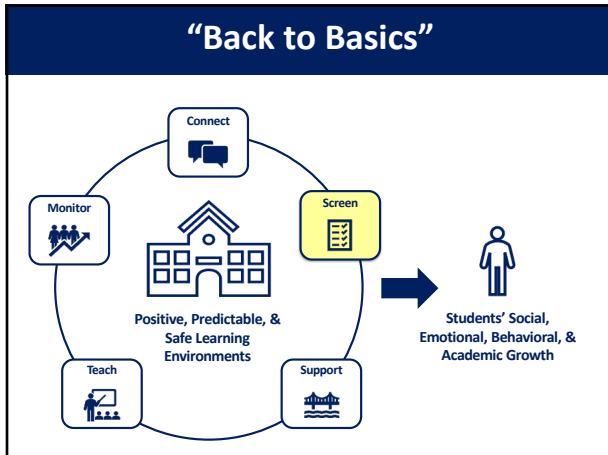 “Back to Basics”
Connect
Monitor
Screen
Positive, Predictable, &
Safe Learning
Environments
Students’ Social,
Emotional, Behavioral, &
Academic Growth
Teach
Support